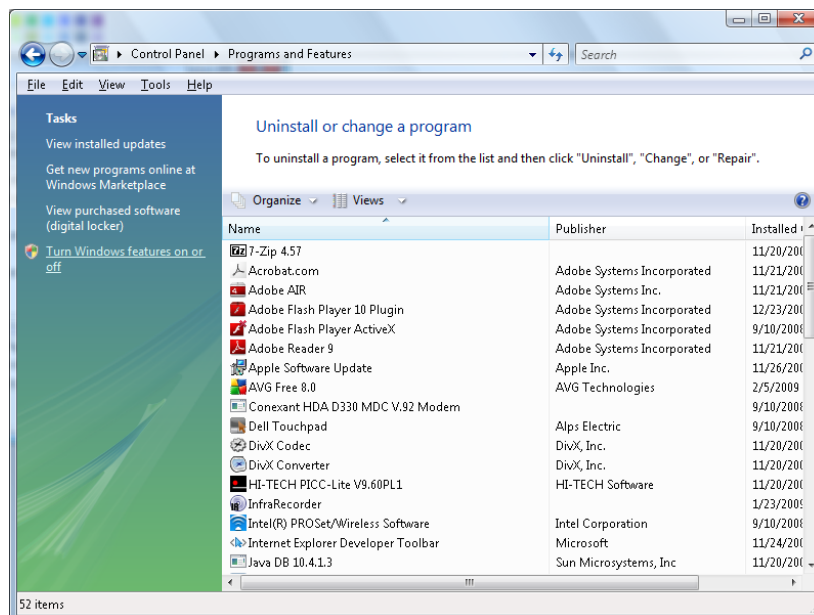 Control Panel Programs and Features Search
File Edit View Tools Help
Tasks
View installed updates
Get new programs online at
Windows Marketplace
View purchased software
(digital locker)
Turn Windows features on or
off
Uninstall or change a program
To uninstall a program, select it from the list and then click "Uninstall", "Change", or "Repair".
Organize Views
Name Publisher Installed
7-Zip 4.57 11/20/200
Acrobat.com Adobe Systems Incorporated 11/21/200
Adobe AIR Adobe Systems Inc. 11/21/200
Adobe Flash Player 10 Plugin Adobe Systems Incorporated 12/23/200
Adobe Flash Player ActiveX Adobe Systems Incorporated 9/10/2008
Adobe Reader 9 Adobe Systems Incorporated 11/21/200
Apple Software Update Apple Inc. 11/26/200
AVG Free 8.0 AVG Technologies 2/5/2009
Conexant HDA D330 MDC V.92 Modem 9/10/2008
Dell Touchpad Alps Electric 9/10/2008
DivX Codec DivX, Inc. 11/20/200
DivX Converter DivX, Inc. 11/20/200
HI-TECH PICC-Lite V9.60PL1 HI-TECH Software 11/20/200
InfraRecorder 1/23/2009
Intel(R) PROSet/Wireless Software Intel Corporation 9/10/2008
Internet Explorer Developer Toolbar Microsoft 11/24/200
Java DB 10.4.1.3 Sun Microsystems, Inc 11/20/200
52 items